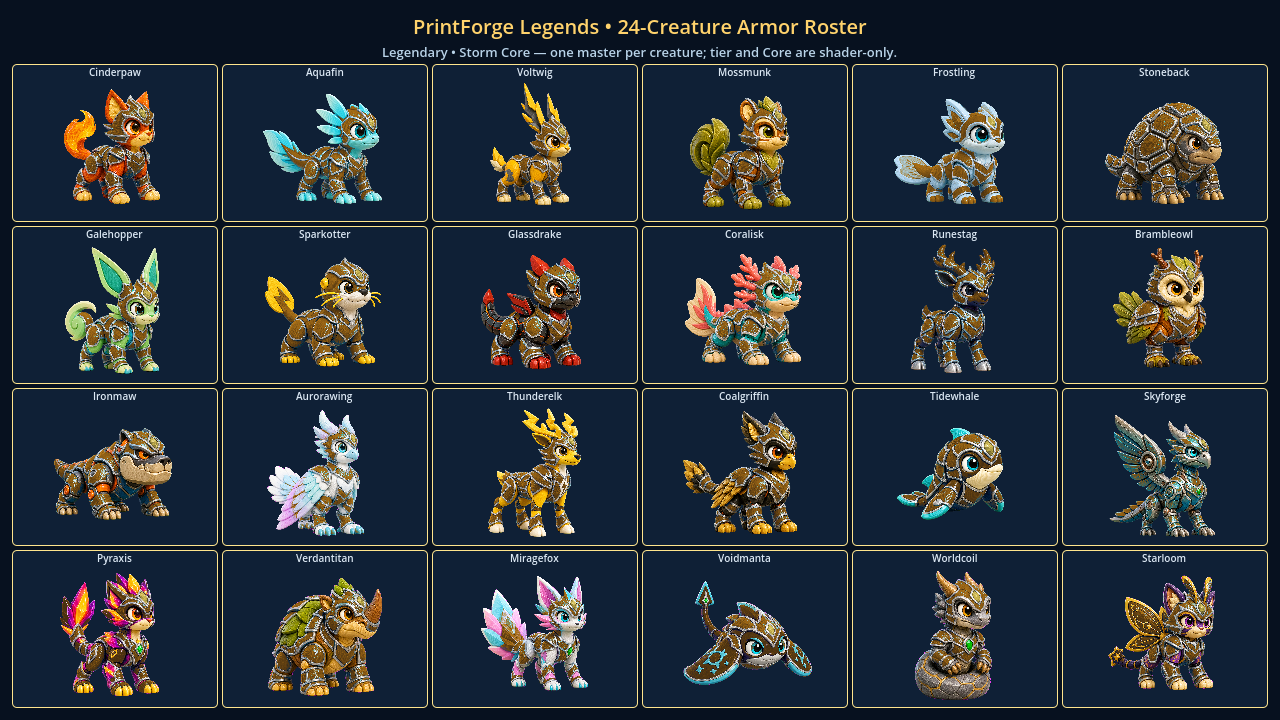 PrintForge Legends • 24-Creature Armor Roster
Legendary • Storm Core — one master per creature; tier and Core are shader-only.
Cinderpaw
Aquafin
Voltwig
Mossmunk
Frostling
Stoneback
Galehopper
Sparkotter
Glassdrake
Coralisk
Runestag
Brambleowl
Ironmaw
Aurorawing
Thunderelk
Coalgriffin
Tidewhale
Skyforge
Pyraxis
Verdantitan
Miragefox
Voidmanta
Worldcoil
Starloom